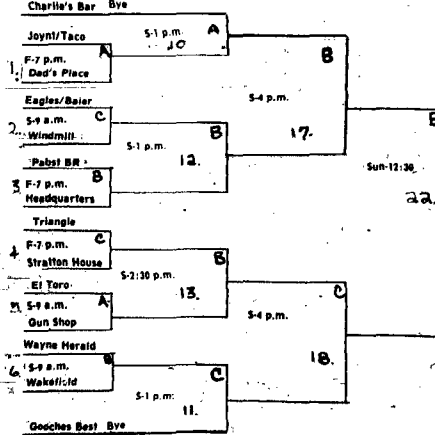 Charlie's Bar Bye
Joynt/Taco
A
1. F-7 p.m.
Dad's Place
S-1 p.m.
10
A
Eagles/Baier
C
2. S-9 a.m.
Windmill
S-1 p.m.
12.
B
Pabst BR
B
3. F-7 p.m.
Headquarters
S-4 p.m.
17.
B
Triangle
C
4. F-7 p.m.
Stratton House
S-2:30 p.m.
13.
B
El Toro
A
S-9 a.m.
Gun Shop
Wayne Herald
B
6. S-9 a.m.
Wakefield
S-1 p.m.
11.
C
Gooches Best Bye
S-4 p.m.
18.
C
Sun-12:30
22.